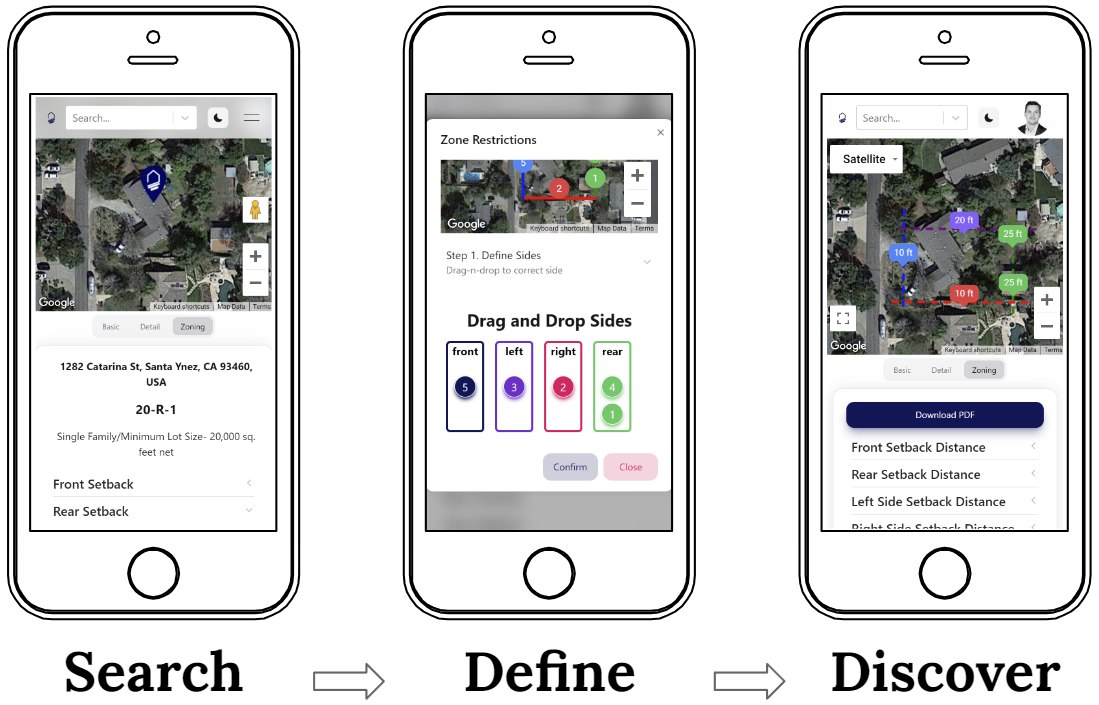 Search...
Google
Keyboard shortcuts
Map Data
Terms
Basic
Detail
Zoning
1282 Catarina St, Santa Ynez, CA 93460,
USA
20-R-1
Single Family/Minimum Lot Size- 20,000 sq.
feet net
Front Setback
Rear Setback
Zone Restrictions
5
2
1
Google
Keyboard shortcuts
Map Data
Terms
Step 1. Define Sides
Drag-n-drop to correct side
Drag and Drop Sides
front
left
right
rear
5
3
2
4
1
Confirm
Close
Search...
Satellite
20 ft
25 ft
10 ft
25 ft
10 ft
Google
Keyboard shortcuts
Map Data
Terms
Basic
Detail
Zoning
Download PDF
Front Setback Distance
Rear Setback Distance
Left Side Setback Distance
Right Side Setback Distance
Search
Define
Discover